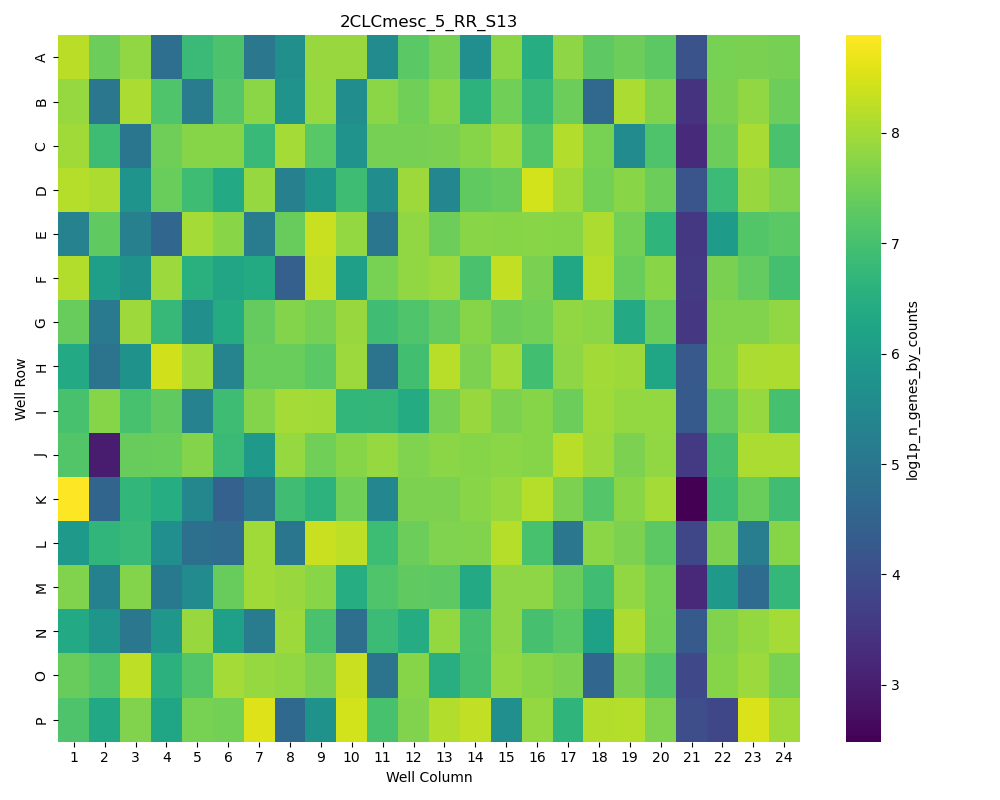 2CLCmesc_5_RR_S13
A
B
C
D
E
F
G
H
I
J
K
L
M
N
O
P
Well Row
1 2 3 4 5 6 7 8 9 10 11 12 13 14 15 16 17 18 19 20 21 22 23 24
Well Column
8
7
6
5
4
3
log1p_n_genes_by_counts